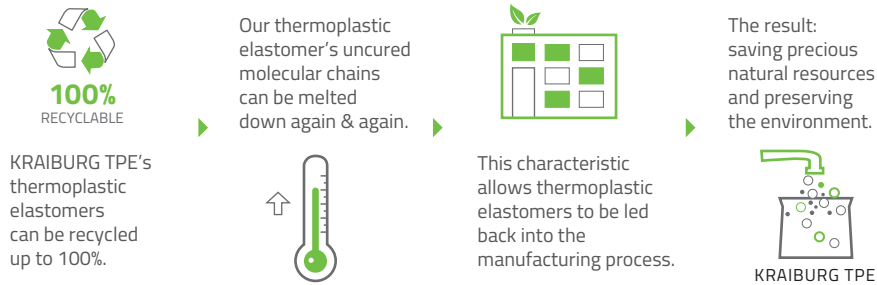 100%
RECYCLABLE
KRAIBURG TPE’s
thermoplastic
elastomers
can be recycled
up to 100%.
Our thermoplastic
elastomer’s uncured
molecular chains
can be melted
down again & again.
This characteristic
allows thermoplastic
elastomers to be led
back into the
manufacturing process.
The result:
saving precious
natural resources
and preserving
the environment.
KRAIBURG TPE